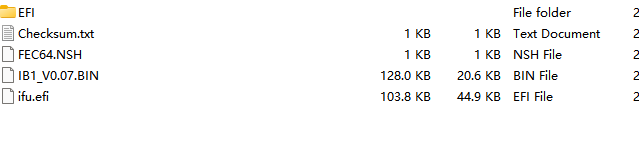 EFI File folder 2
Checksum.txt 1 KB 1 KB Text Document 2
FEC64.NSH 1 KB 1 KB NSH File 2
IB1_V0.07.BIN 128.0 KB 20.6 KB BIN File 2
ifu.efi 103.8 KB 44.9 KB EFI File 2